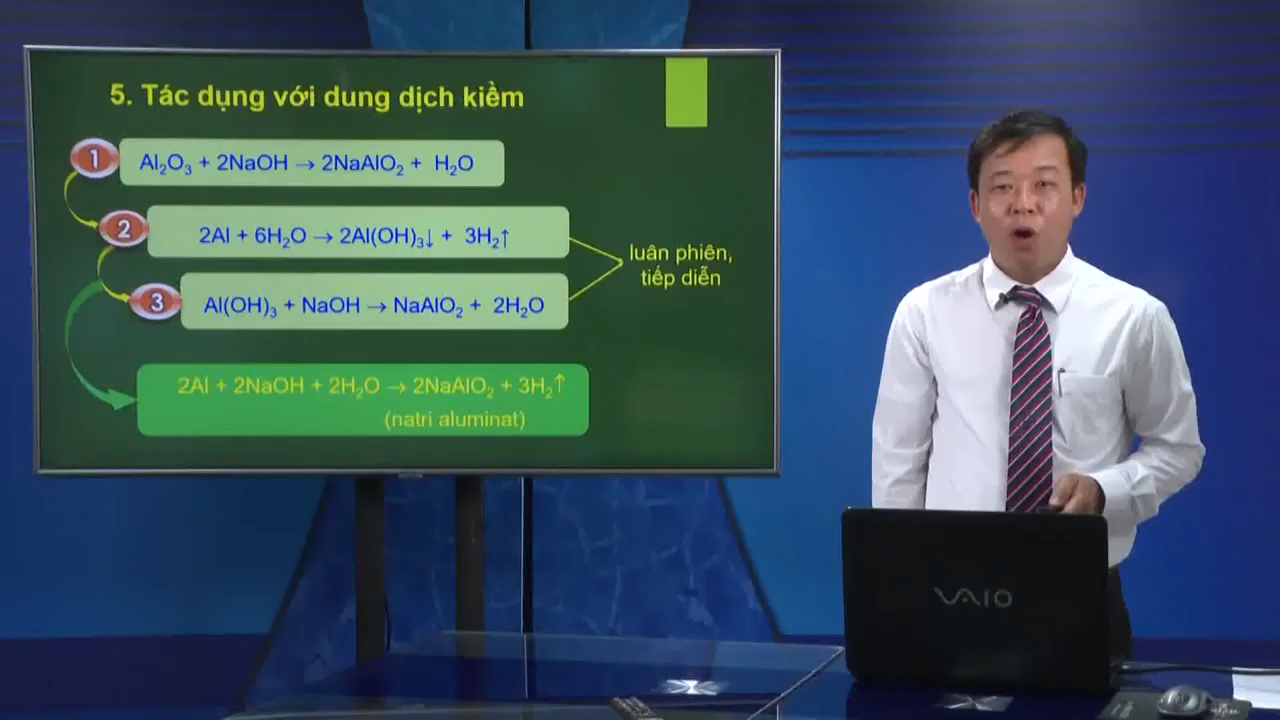 5. Tác dụng với dung dịch kiềm
1
Al₂O₃ + 2NaOH → 2NaAlO₂ + H₂O
2
2Al + 6H₂O → 2Al(OH)₃↓ + 3H₂↑
3
Al(OH)₃ + NaOH → NaAlO₂ + 2H₂O
luân phiên,
tiếp diễn
2Al + 2NaOH + 2H₂O → 2NaAlO₂ + 3H₂↑
(natri aluminat)
VAIO